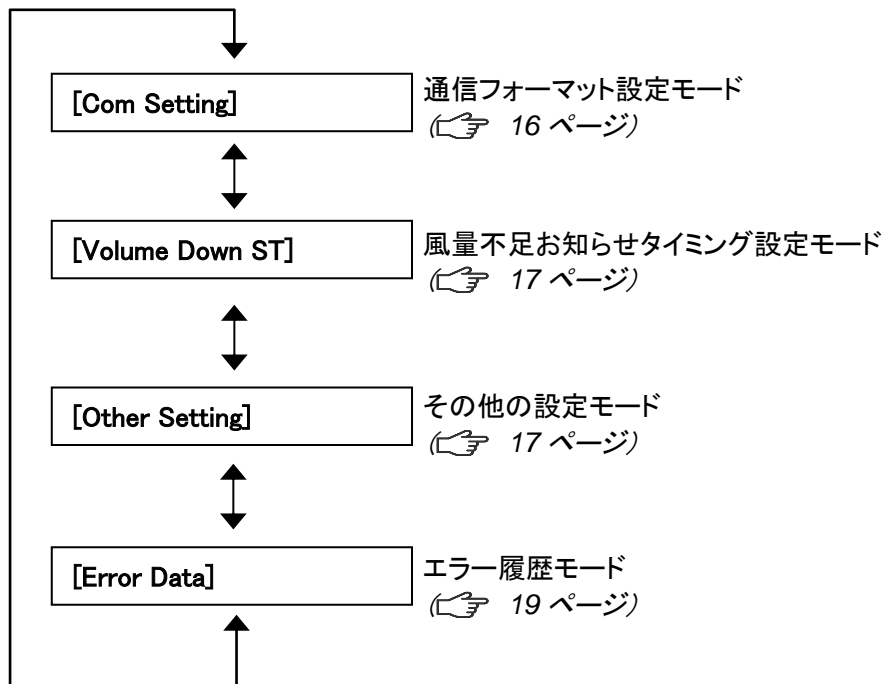 [Com Setting]
通信フォーマット設定モード
(☞ 16 ページ)
[Volume Down ST]
風量不足お知らせタイミング設定モード
(☞ 17 ページ)
[Other Setting]
その他の設定モード
(☞ 17 ページ)
[Error Data]
エラー履歴モード
(☞ 19 ページ)